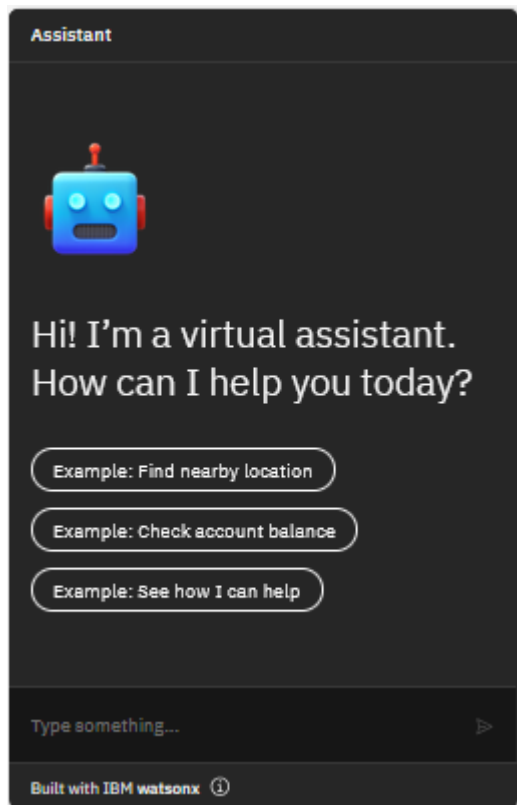 Assistant
Hi! I’m a virtual assistant.
How can I help you today?
Example: Find nearby location
Example: Check account balance
Example: See how I can help
Type something...
Built with IBM watsonx